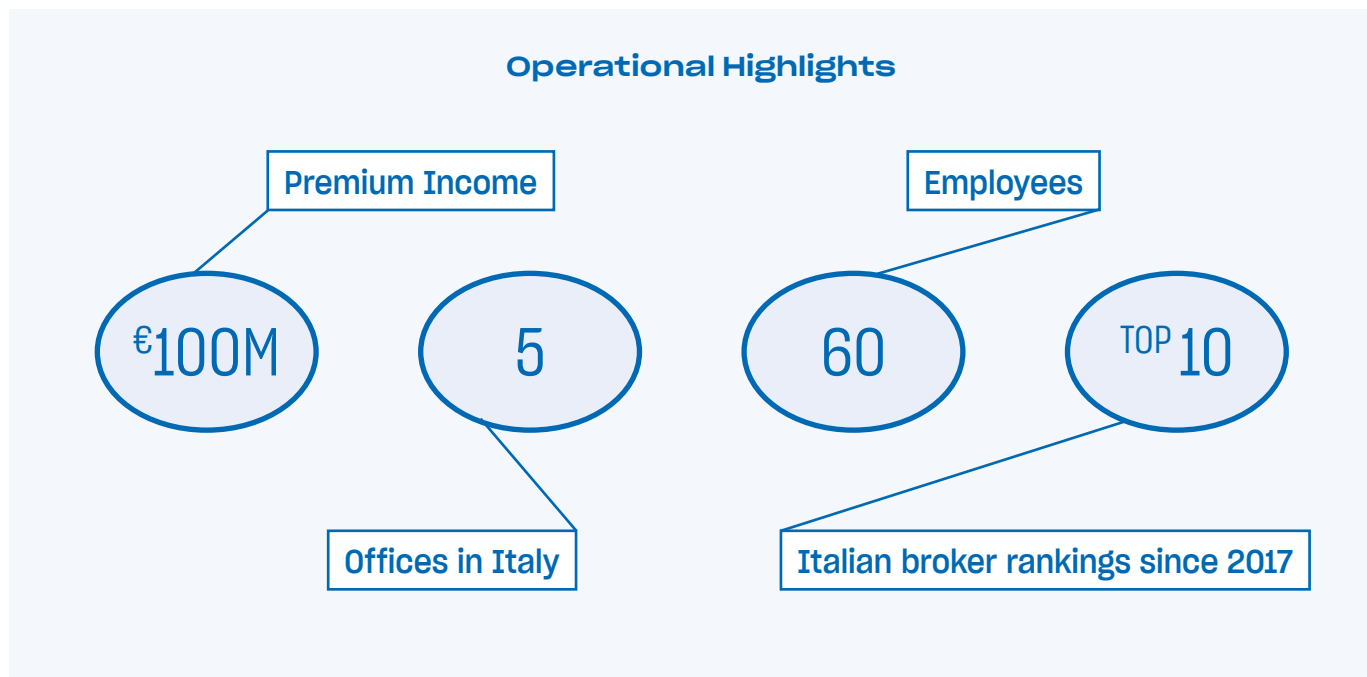 Operational Highlights
Premium Income
Employees
€100M
5
60
TOP 10
Offices in Italy
Italian broker rankings since 2017